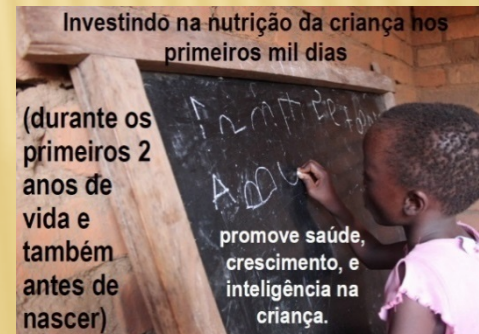 Investindo na nutrição da criança nos
primeiros mil dias
(durante os
primeiros 2
anos de
vida e
também
antes de
nascer)
promove saúde,
crescimento, e
inteligência na
criança.